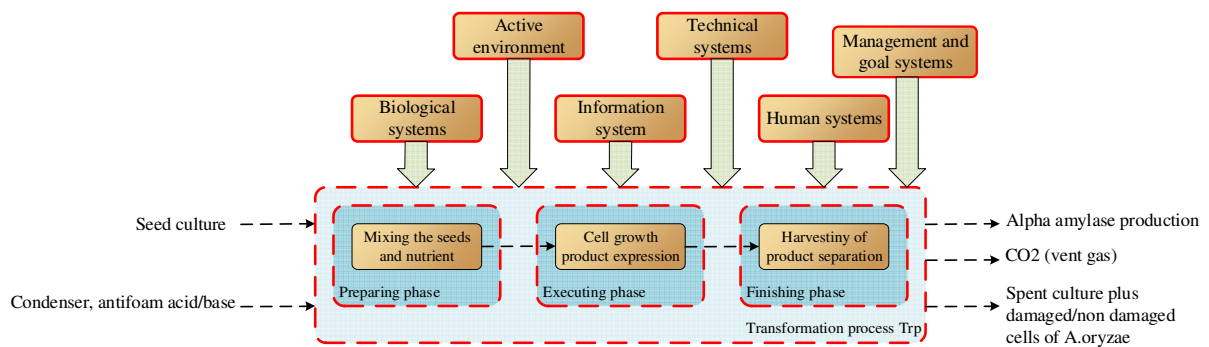 Active
environment
Technical
systems
Management and
goal systems
Biological
systems
Information
system
Human systems
Seed culture
Condenser, antifoam acid/base
Mixing the seeds
and nutrient
Preparing phase
Cell growth
product expression
Executing phase
Harvestiny of
product separation
Finishing phase
Transformation process Trp
Alpha amylase production
CO2 (vent gas)
Spent culture plus
damaged/non damaged
cells of A.oryzae